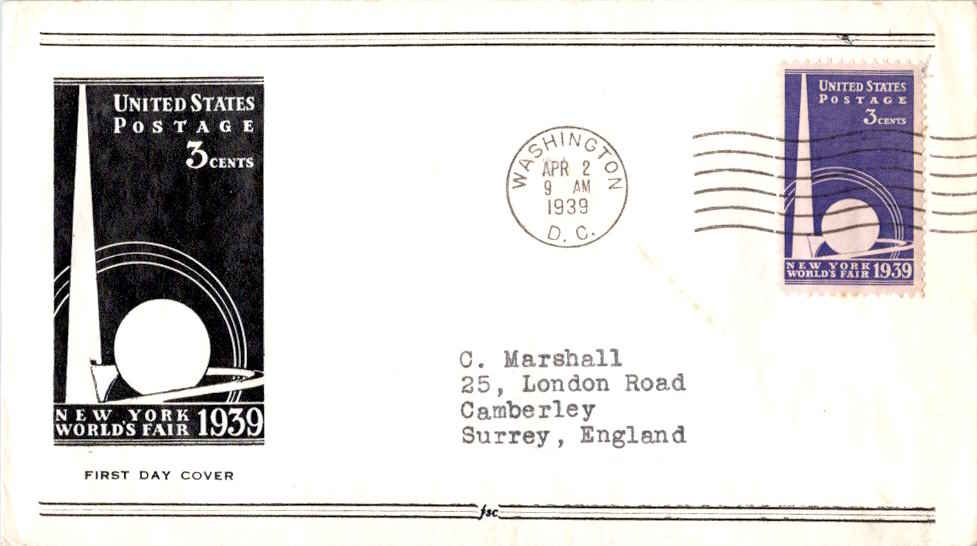 UNITED STATES
POSTAGE
3 CENTS
NEW YORK
WORLD'S FAIR 1939
FIRST DAY COVER
WASHINGTON
APR 2
9 AM
1939
D. C.
UNITED STATES
POSTAGE
3 CENTS
NEW YORK
WORLD'S FAIR 1939
C. Marshall
25, London Road
Camberley
Surrey, England
fsc